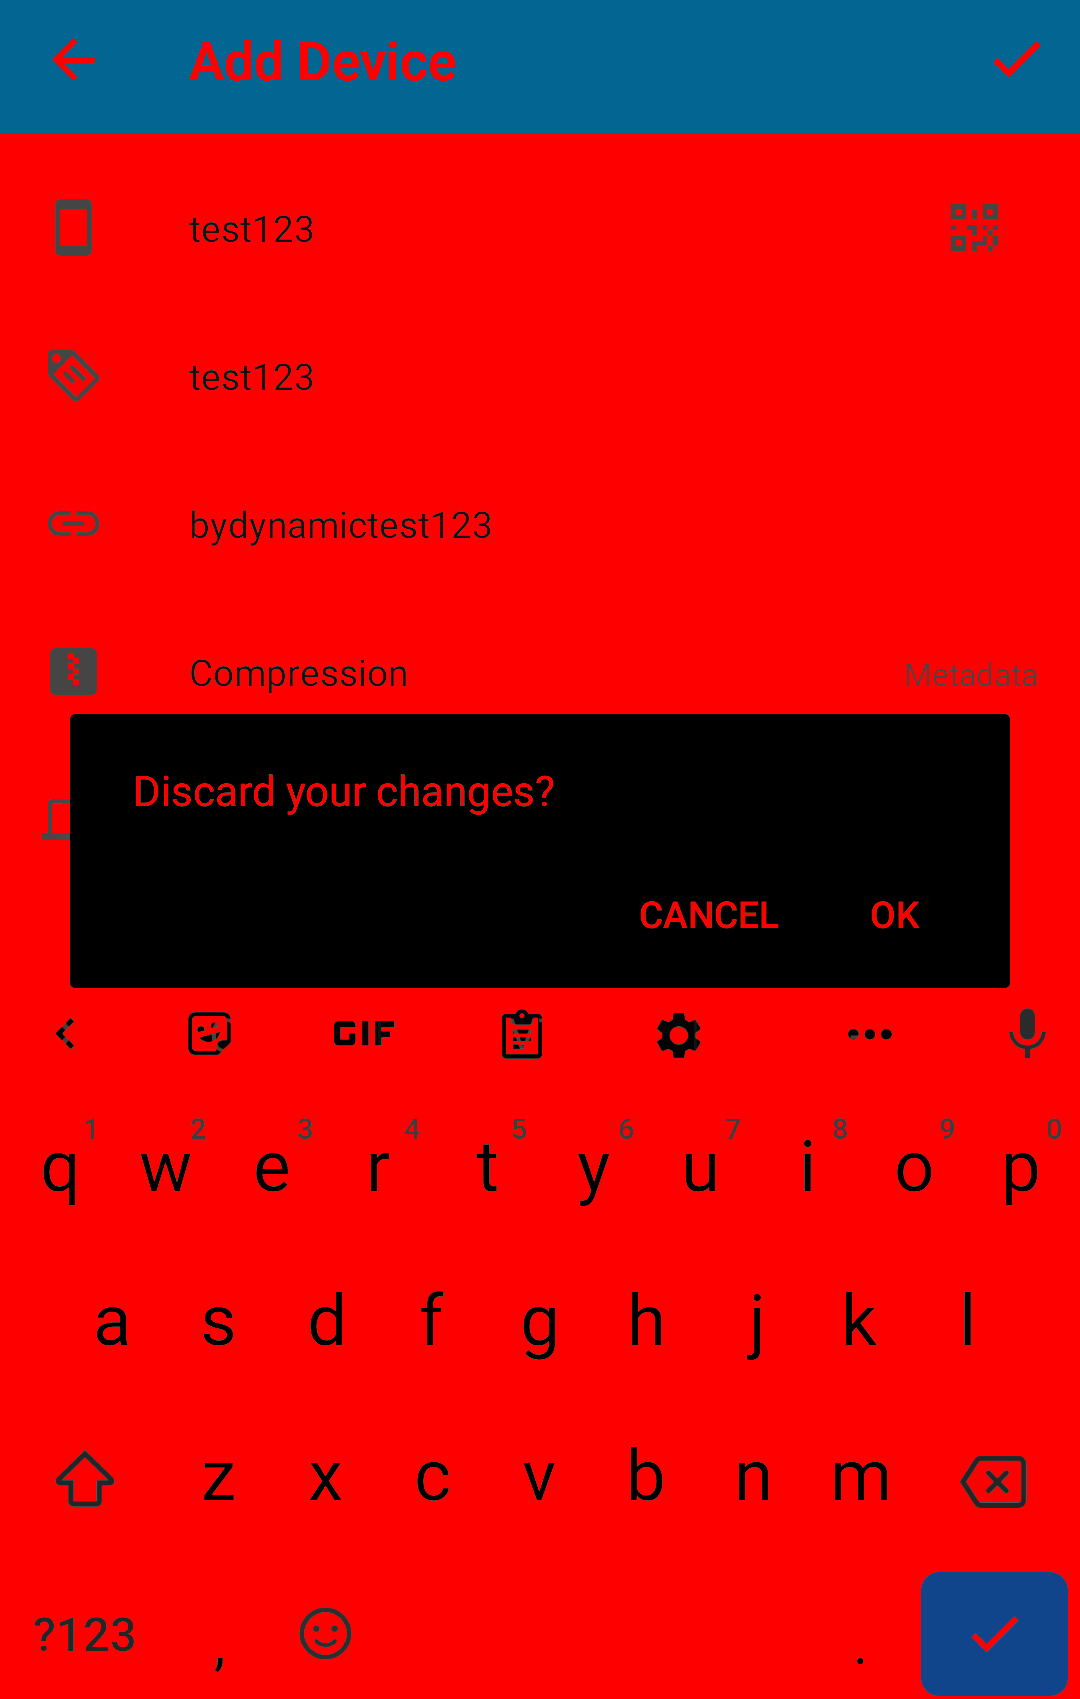 Add Device
test123
test123
bydynamictest123
Compression Metadata
Discard your changes?
CANCEL OK
GIF
1 2 3 4 5 6 7 8 9 0
q w e r t y u i o p
a s d f g h j k l
z x c v b n m
?123 , .